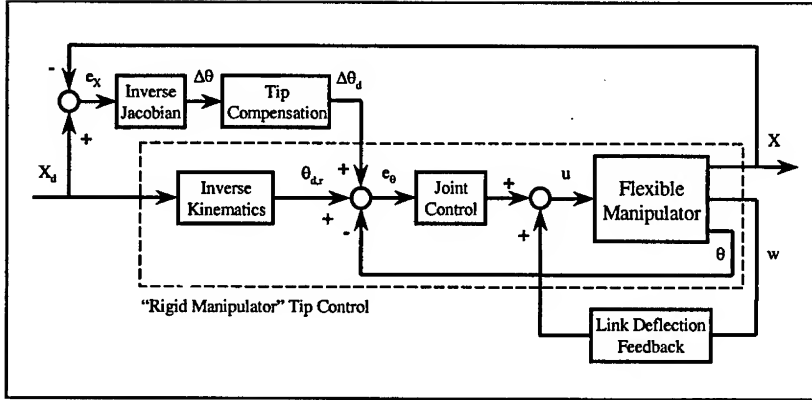 -
e_X
Inverse
Jacobian
Δθ
Tip
Compensation
Δθ_d
+
X_d
Inverse
Kinematics
θ_d,r
+
+
-
e_θ
Joint
Control
+
+
u
Flexible
Manipulator
X
θ
w
"Rigid Manipulator" Tip Control
Link Deflection
Feedback